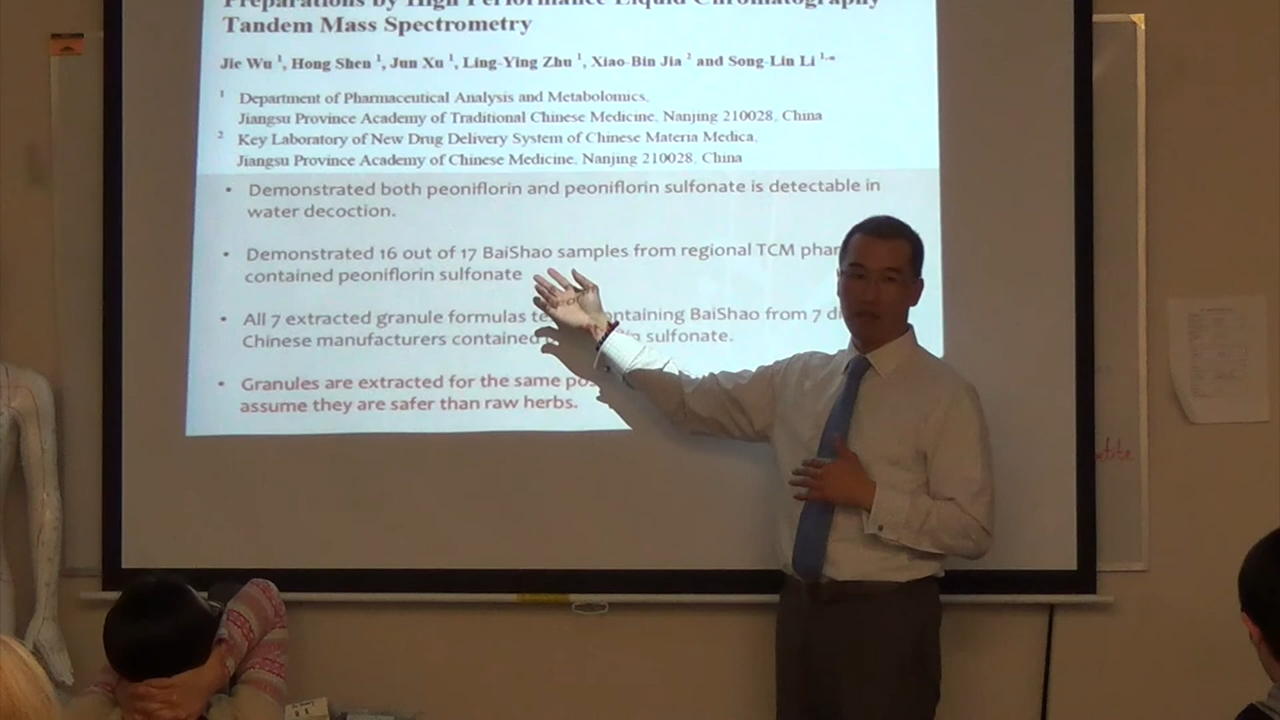 Preparations by High Performance Liquid Chromatography
Tandem Mass Spectrometry
Jie Wu 1, Hong Shen 1, Jun Xu 1, Ling-Ying Zhu 1, Xiao-Bin Jia 2 and Song-Lin Li 1,*
1 Department of Pharmaceutical Analysis and Metabolomics,
Jiangsu Province Academy of Traditional Chinese Medicine, Nanjing 210028, China
2 Key Laboratory of New Drug Delivery System of Chinese Materia Medica,
Jiangsu Province Academy of Chinese Medicine, Nanjing 210028, China
• Demonstrated both peoniflorin and peoniflorin sulfonate is detectable in
water decoction.
• Demonstrated 16 out of 17 BaiShao samples from regional TCM phar
contained peoniflorin sulfonate
• All 7 extracted granule formulas te ntaining BaiShao from 7 di
Chinese manufacturers contained in sulfonate.
• Granules are extracted for the same po
assume they are safer than raw herbs.